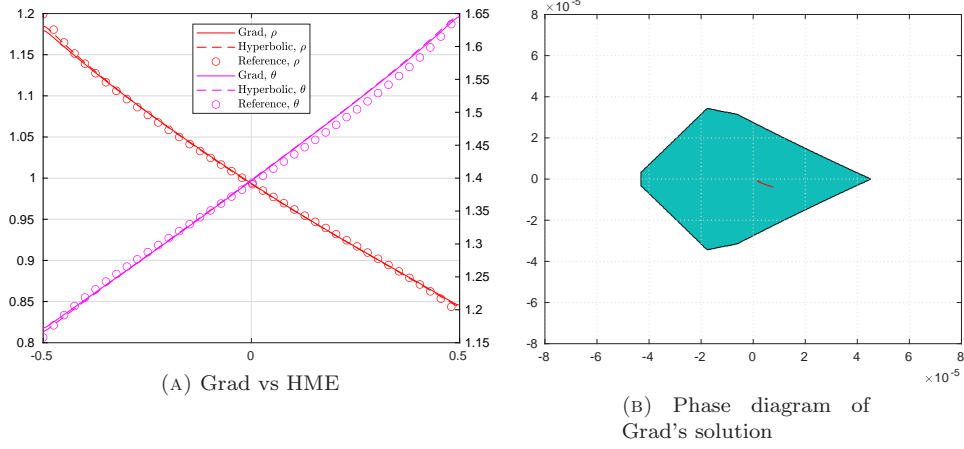 1.2
1.15
1.1
1.05
1
0.95
0.9
0.85
0.8
1.65
1.6
1.55
1.5
1.45
1.4
1.35
1.3
1.25
1.2
1.15
-0.5 0 0.5
Grad, ρ
Hyperbolic, ρ
Reference, ρ
Grad, θ
Hyperbolic, θ
Reference, θ
(A) Grad vs HME
×10⁻⁵
8
6
4
2
0
-2
-4
-6
-8
-8 -6 -4 -2 0 2 4 6 8
×10⁻⁵
(B) Phase diagram of
Grad's solution